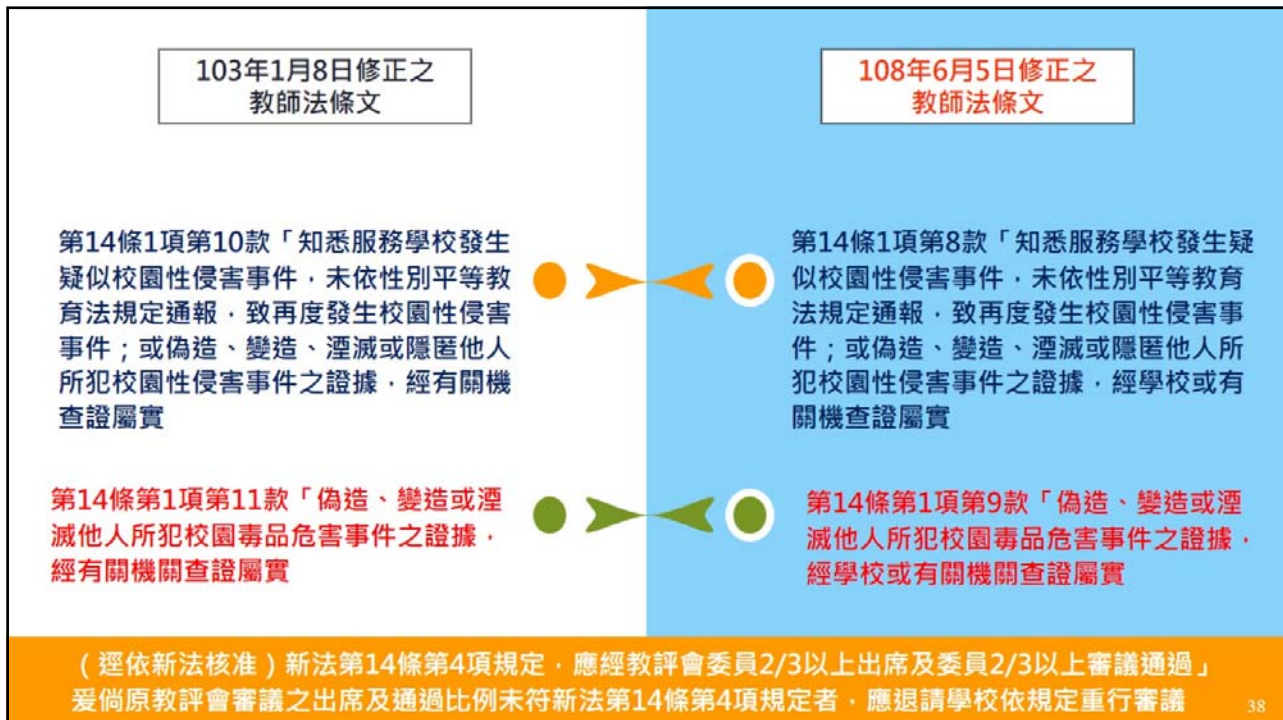 103年1月8日修正之
教師法條文
第14條1項第10款「知悉服務學校發生
疑似校園性侵害事件，未依性別平等教
育法規定通報，致再度發生校園性侵害
事件；或偽造、變造、湮滅或隱匿他人
所犯校園性侵害事件之證據，經有關機
查證屬實
第14條第1項第11款「偽造、變造或湮
滅他人所犯校園毒品危害事件之證據，
經有關機關查證屬實
108年6月5日修正之
教師法條文
第14條1項第8款「知悉服務學校發生疑
似校園性侵害事件，未依性別平等教育
法規定通報，致再度發生校園性侵害事
件；或偽造、變造、湮滅或隱匿他人所
犯校園性侵害事件之證據，經學校或有
關機查證屬實
第14條第1項第9款「偽造、變造或湮
滅他人所犯校園毒品危害事件之證據，
經學校或有關機關查證屬實
（逕依新法核准）新法第14條第4項規定，應經教評會委員2/3以上出席及委員2/3以上審議通過」
爰倘原教評會審議之出席及通過比例未符新法第14條第4項規定者，應退請學校依規定重行審議
38